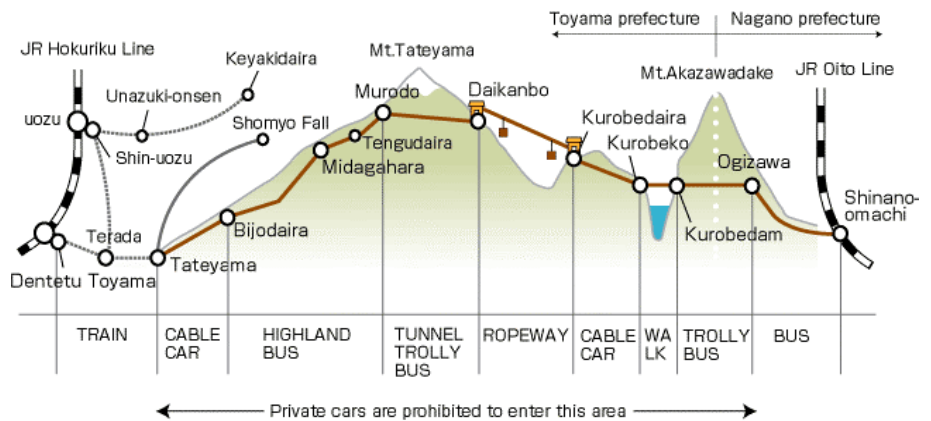 Toyama prefecture
Nagano prefecture
JR Hokuriku Line
Mt.Tateyama
Keyakidaira
Mt.Akazawadake
JR Oito Line
Unazuki-onsen
Murodo
Daikanbo
uozu
Shomyo Fall
Kurobedaira
Shin-uozu
Tengudaira
Kurobeko
Midagahara
Ogizawa
Shinano-
omachi
Terada
Bijodaira
Kurobedam
Tateyama
Dentetu Toyama
TRAIN
CABLE
CAR
HIGHLAND
BUS
TUNNEL
TROLLY
BUS
ROPEWAY
CABLE
CAR
WA
LK
TROLLY
BUS
BUS
Private cars are prohibited to enter this area